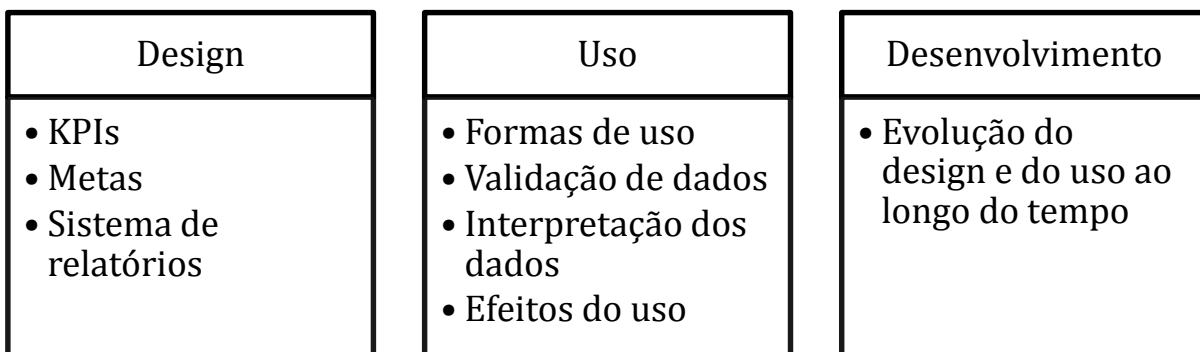 Design
• KPIs
• Metas
• Sistema de
relatórios
Uso
• Formas de uso
• Validação de dados
• Interpretação dos
dados
• Efeitos do uso
Desenvolvimento
• Evolução do
design e do uso ao
longo do tempo